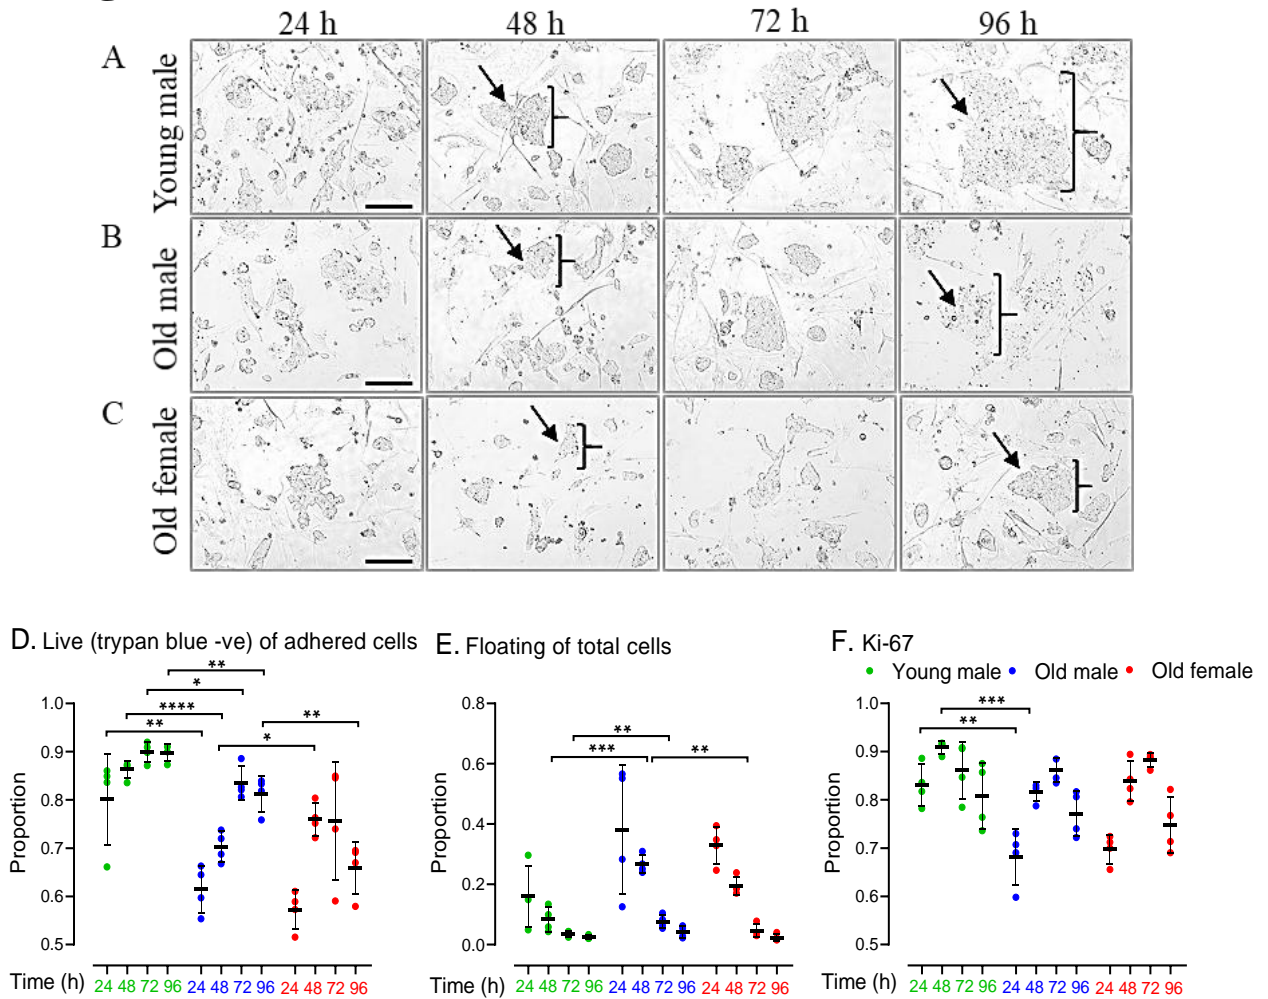 24 h 48 h 72 h 96 h
A Young male
B Old male
C Old female
D. Live (trypan blue -ve) of adhered cells
** 
*
****
**
**
*
1.0
0.9
0.8
0.7
0.6
0.5
Proportion
Time (h) 24 48 72 96 24 48 72 96 24 48 72 96
E. Floating of total cells
**
***
**
0.8
0.6
0.4
0.2
0.0
Proportion
Time (h) 24 48 72 96 24 48 72 96 24 48 72 96
F. Ki-67
Young male Old male Old female
***
**
1.0
0.9
0.8
0.7
0.6
0.5
Proportion
Time (h) 24 48 72 96 24 48 72 96 24 48 72 96